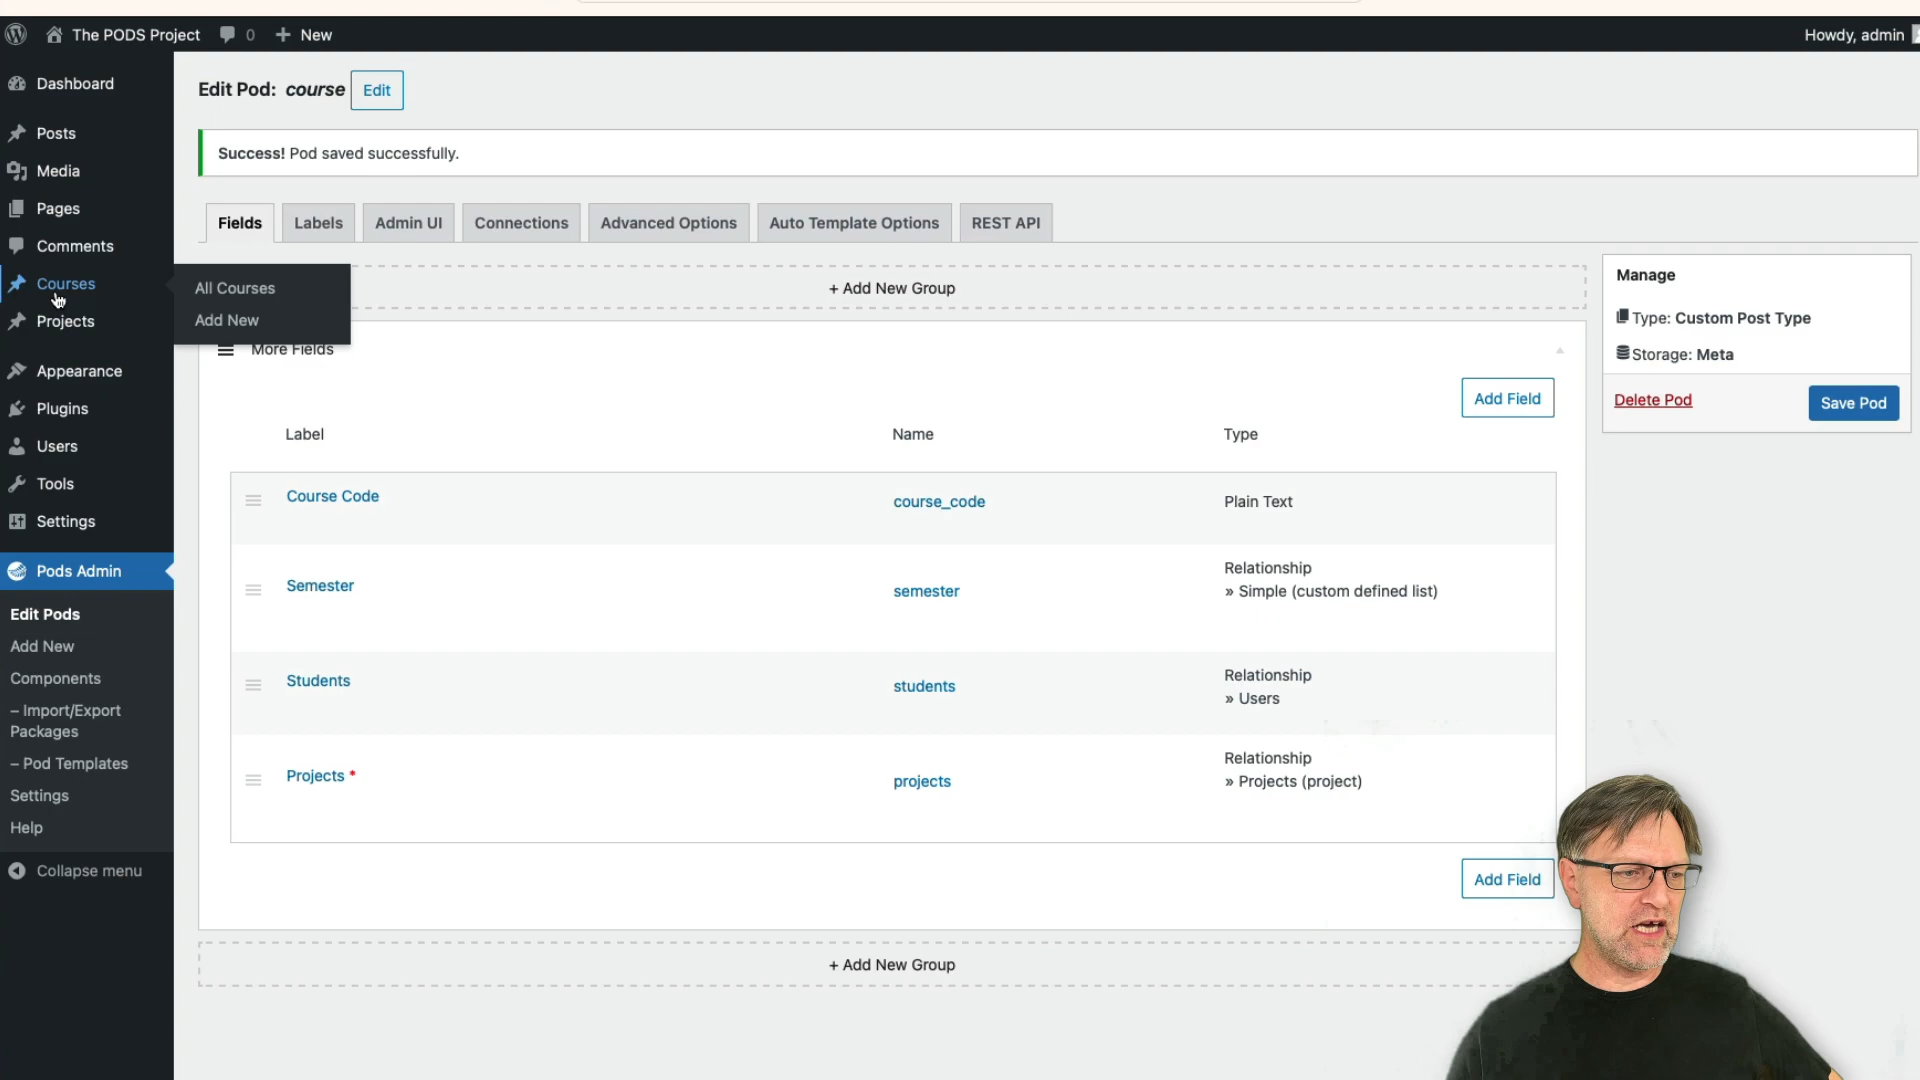 The PODS Project
0
New
Howdy, admin
Dashboard
Posts
Media
Pages
Comments
Courses
Projects
Appearance
Plugins
Users
Tools
Settings
Pods Admin
Edit Pods
Add New
Components
– Import/Export
Packages
– Pod Templates
Settings
Help
Collapse menu
All Courses
Add New
Edit Pod: course Edit
Success! Pod saved successfully.
Fields Labels Admin UI Connections Advanced Options Auto Template Options REST API
+ Add New Group
More Fields
Add Field
Label Name Type
Course Code course_code Plain Text
Semester semester Relationship
» Simple (custom defined list)
Students students Relationship
» Users
Projects * projects Relationship
» Projects (project)
Add Field
+ Add New Group
Manage
Type: Custom Post Type
Storage: Meta
Delete Pod Save Pod